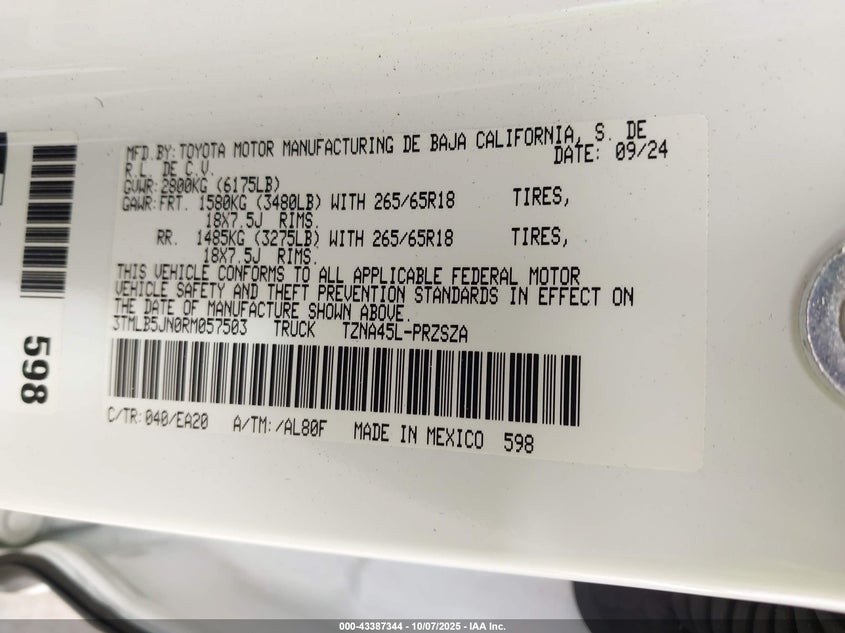 MFD.BY:TOYOTA MOTOR MANUFACTURING DE BAJA CALIFORNIA, S. DE
R.L. DE C.V. DATE: 09/24
GVWR:2800KG (6175LB)
GAWR:FRT. 1580KG (3480LB) WITH 265/65R18 TIRES,
18X7.5J RIMS.
RR. 1485KG (3275LB) WITH 265/65R18 TIRES,
18X7.5J RIMS.
THIS VEHICLE CONFORMS TO ALL APPLICABLE FEDERAL MOTOR
VEHICLE SAFETY AND THEFT PREVENTION STANDARDS IN EFFECT ON
THE DATE OF MANUFACTURE SHOWN ABOVE.
3TMLB5JN0RM057503 TRUCK TZNA45L-PRZSZA
C/TR:040/EA20 A/TM:/AL80F MADE IN MEXICO 598
598
000-43387344 - 10/07/2025 - IAA Inc.